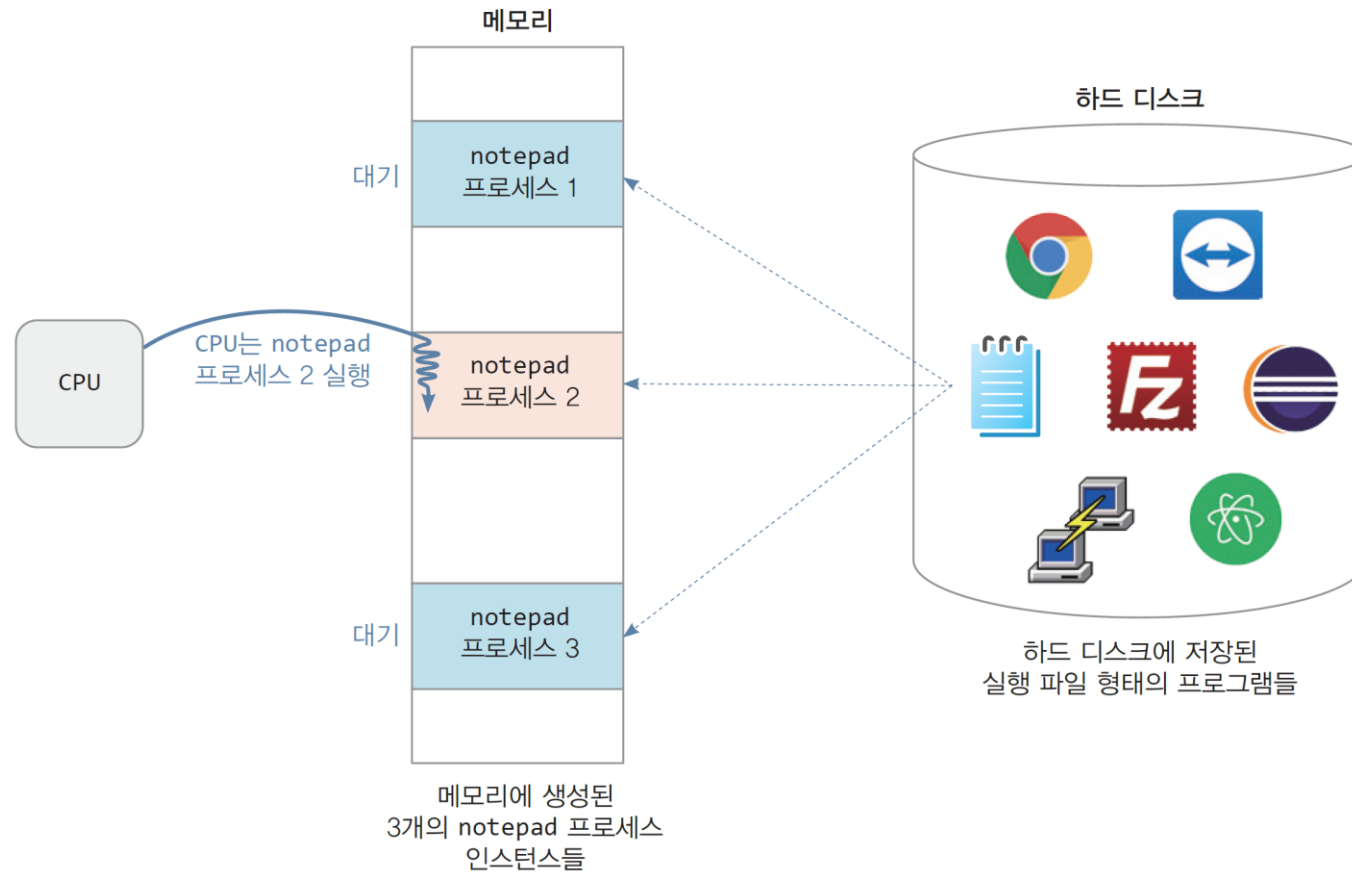 메모리
하드 디스크
대기
notepad
프로세스 1
CPU
CPU는 notepad
프로세스 2 실행
notepad
프로세스 2
Fz
대기
notepad
프로세스 3
하드 디스크에 저장된
실행 파일 형태의 프로그램들
메모리에 생성된
3개의 notepad 프로세스
인스턴스들